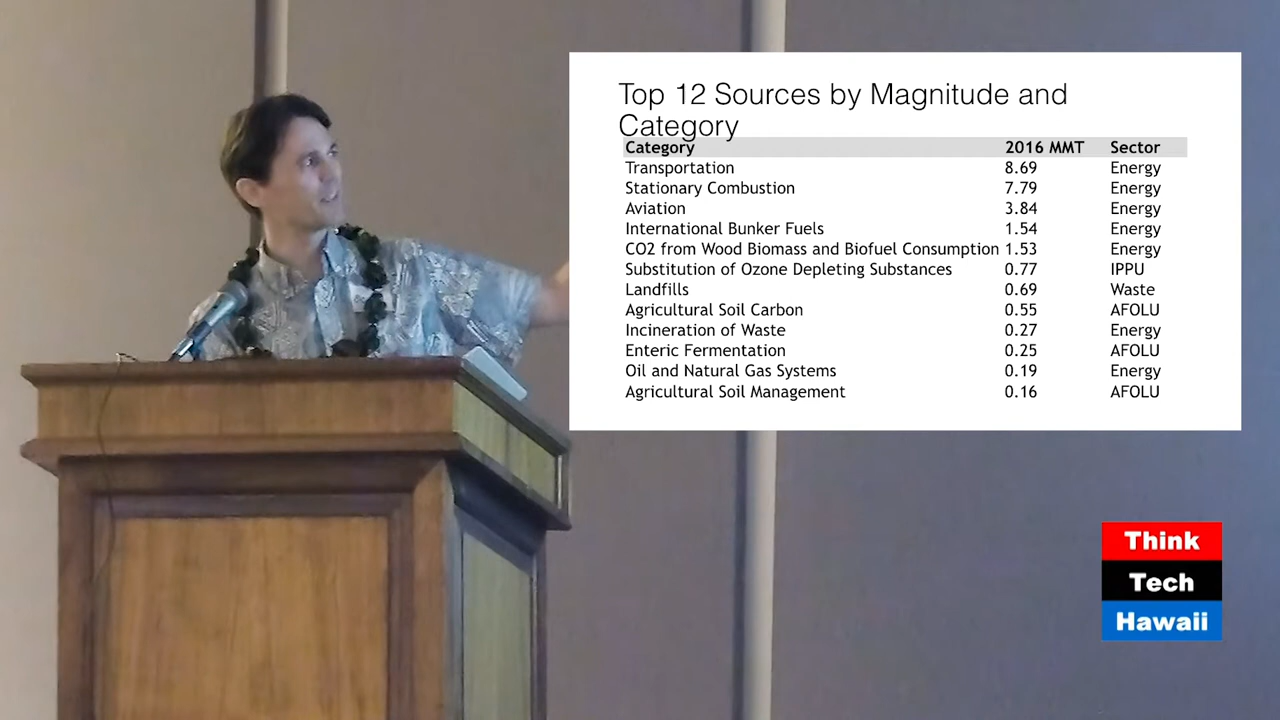 Top 12 Sources by Magnitude and
Category
Category 2016 MMT Sector
Transportation 8.69 Energy
Stationary Combustion 7.79 Energy
Aviation 3.84 Energy
International Bunker Fuels 1.54 Energy
CO2 from Wood Biomass and Biofuel Consumption 1.53 Energy
Substitution of Ozone Depleting Substances 0.77 IPPU
Landfills 0.69 Waste
Agricultural Soil Carbon 0.55 AFOLU
Incineration of Waste 0.27 Energy
Enteric Fermentation 0.25 AFOLU
Oil and Natural Gas Systems 0.19 Energy
Agricultural Soil Management 0.16 AFOLU
Think
Tech
Hawaii